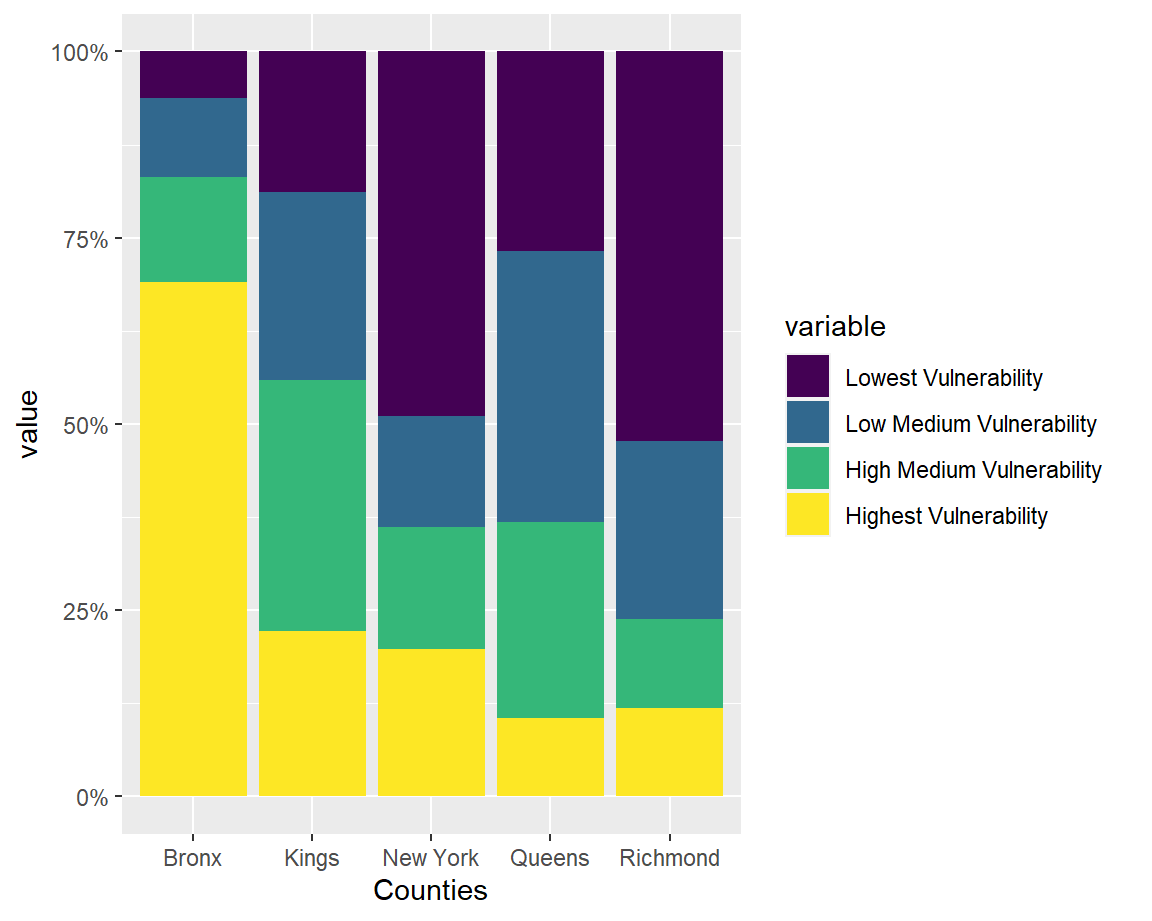 100%
75%
50%
25%
0%
value
Bronx Kings New York Queens Richmond
Counties
variable
Lowest Vulnerability
Low Medium Vulnerability
High Medium Vulnerability
Highest Vulnerability